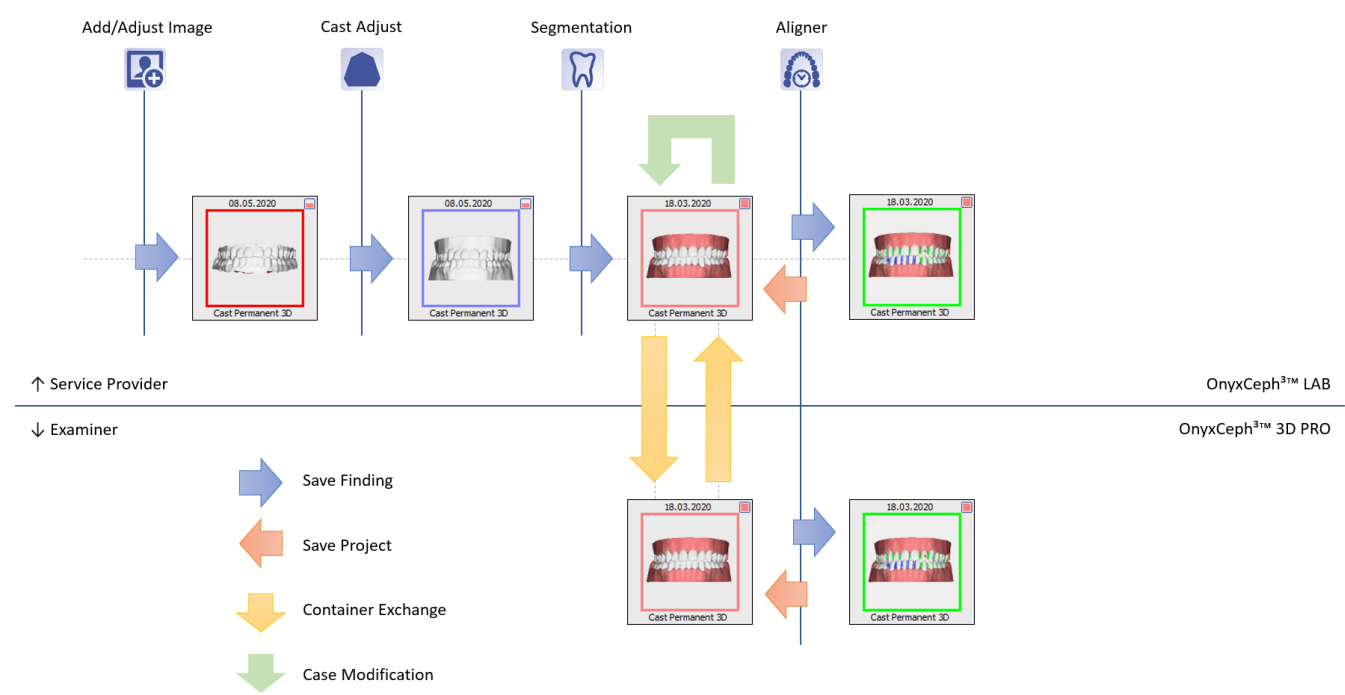 Add/Adjust Image
Cast Adjust
Segmentation
Aligner
08.05.2020
08.05.2020
18.03.2020
18.03.2020
Cast Permanent 3D
Cast Permanent 3D
Cast Permanent 3D
Cast Permanent 3D
↑ Service Provider
OnyxCeph³™ LAB
↓ Examiner
OnyxCeph³™ 3D PRO
Save Finding
Save Project
Container Exchange
Case Modification
18.03.2020
18.03.2020
Cast Permanent 3D
Cast Permanent 3D